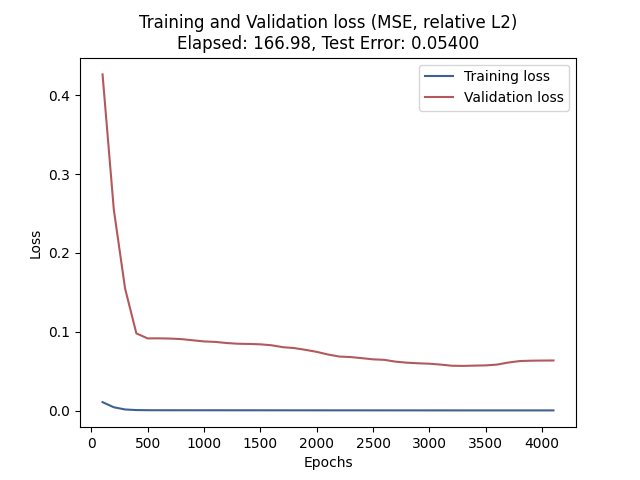 Training and Validation loss (MSE, relative L2)
Elapsed: 166.98, Test Error: 0.05400
Training loss
Validation loss
0.4
0.3
0.2
0.1
0.0
Loss
0
500
1000
1500
2000
2500
3000
3500
4000
Epochs